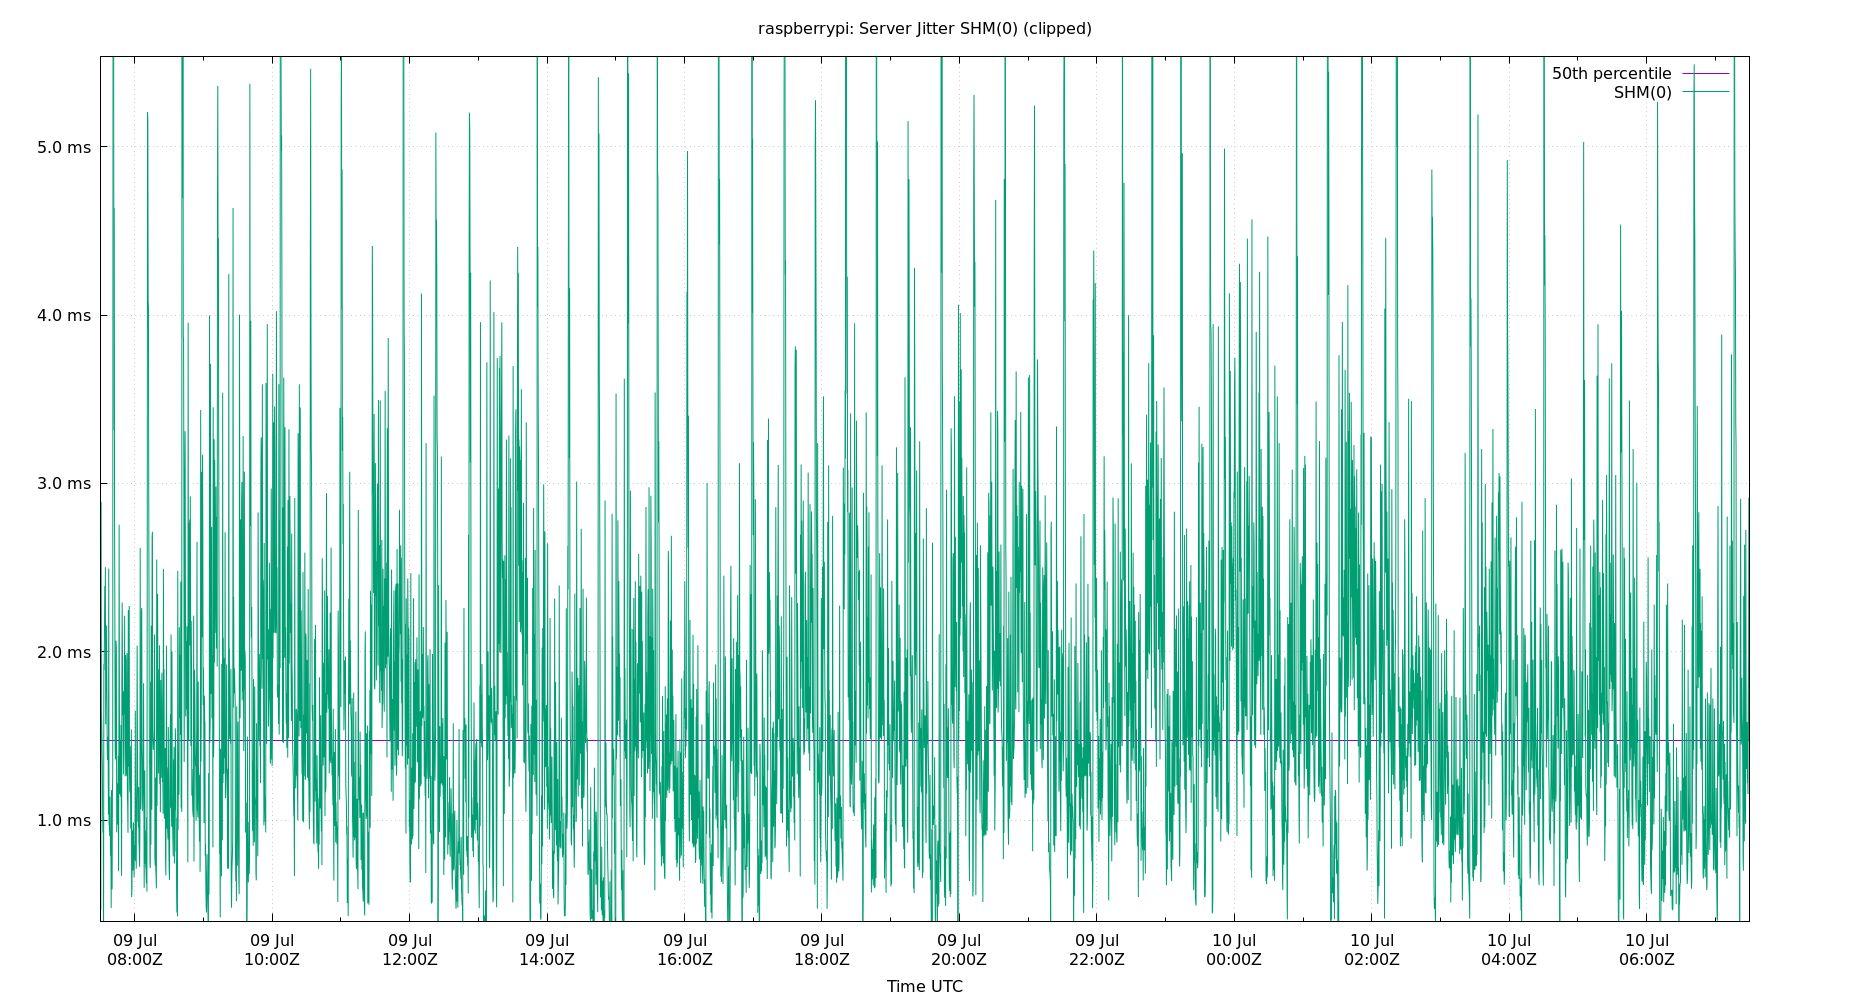 raspberrypi: Server Jitter SHM(0) (clipped)
50th percentile
SHM(0)
5.0 ms
4.0 ms
3.0 ms
2.0 ms
1.0 ms
09 Jul 09 Jul 09 Jul 09 Jul 09 Jul 09 Jul 09 Jul 09 Jul 10 Jul 10 Jul 10 Jul 10 Jul
08:00Z 10:00Z 12:00Z 14:00Z 16:00Z 18:00Z 20:00Z 22:00Z 00:00Z 02:00Z 04:00Z 06:00Z
Time UTC